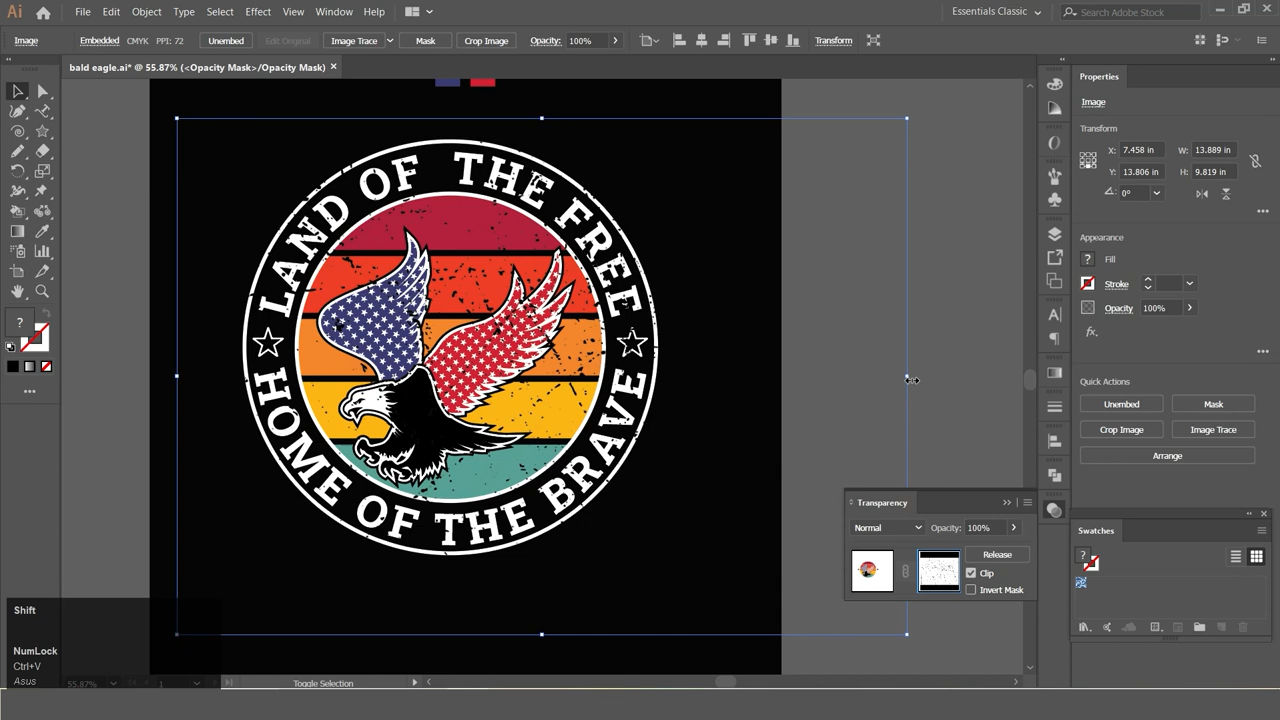 Ai File Edit Object Type Select Effect View Window Help Essentials Classic Search Adobe Stock
Image Embedded CMYK PPI: 72 Unembed Edit Original Image Trace Mask Crop Image Opacity: 100% Transform
bald eagle.ai* @ 55.87% (<Opacity Mask>/Opacity Mask) ×
Properties
Image
Transform
X: 7.458 in W: 13.889 in
Y: 13.806 in H: 9.819 in
0°
Appearance
? Fill
Stroke
Opacity 100%
fx.
Quick Actions
Unembed Mask
Crop Image Image Trace
Arrange
LAND OF THE FREE
HOME OF THE BRAVE
Transparency
Normal Opacity: 100%
Release
Clip
Invert Mask
Swatches
?
?
Shift
NumLock
Ctrl+V
Asus
55.87% 1 Toggle Selection